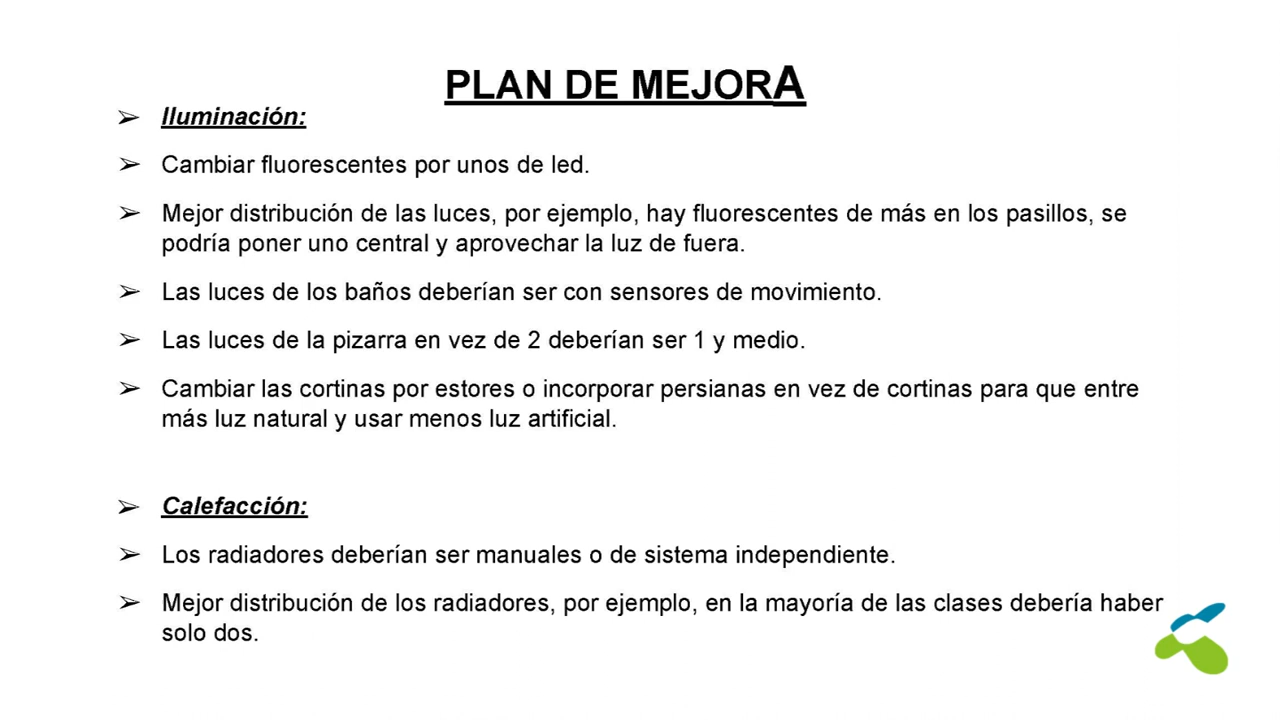 PLAN DE MEJORA
➢ Iluminación:
➢ Cambiar fluorescentes por unos de led.
➢ Mejor distribución de las luces, por ejemplo, hay fluorescentes de más en los pasillos, se
podría poner uno central y aprovechar la luz de fuera.
➢ Las luces de los baños deberían ser con sensores de movimiento.
➢ Las luces de la pizarra en vez de 2 deberían ser 1 y medio.
➢ Cambiar las cortinas por estores o incorporar persianas en vez de cortinas para que entre
más luz natural y usar menos luz artificial.
➢ Calefacción:
➢ Los radiadores deberían ser manuales o de sistema independiente.
➢ Mejor distribución de los radiadores, por ejemplo, en la mayoría de las clases debería haber
solo dos.